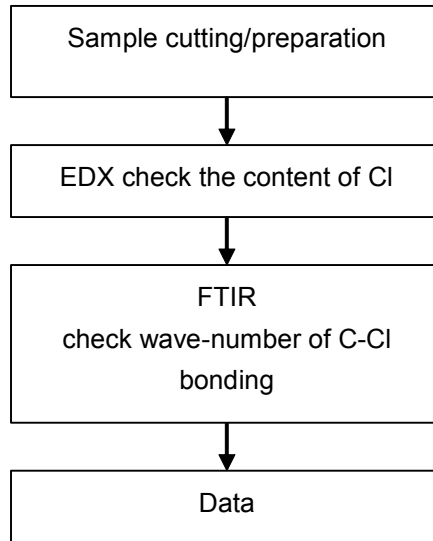 Sample cutting/preparation
EDX check the content of Cl
FTIR
check wave-number of C-Cl
bonding
Data